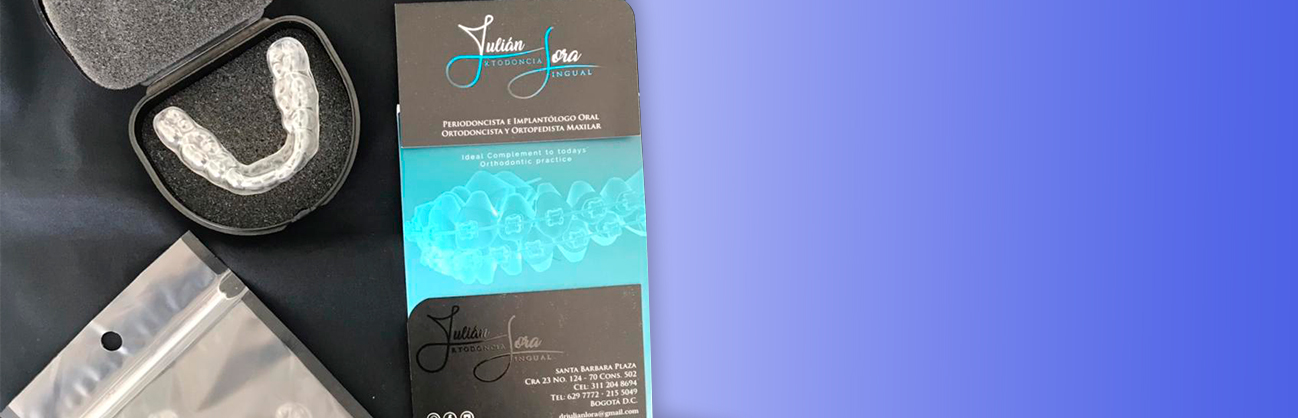 Julián Lora
ORTODONCIA LINGUAL
PERIODONCISTA E IMPLANTÓLOGO ORAL
ORTODONCISTA Y ORTOPEDISTA MAXILAR
Ideal Complement to todays
Orthodontic practice
Julián Lora
ORTODONCIA LINGUAL
SANTA BARBARA PLAZA
CRA 23 NO. 124 - 70 CONS. 502
CEL: 311 204 8694
TEL: 629 7772 - 215 5049
BOGOTÁ D.C.
drjulianlora@gmail.com